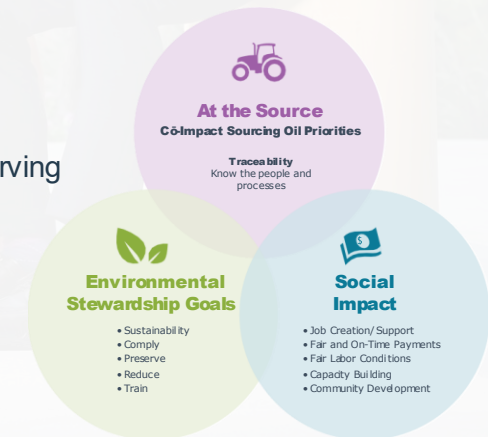 At the Source
Cō-Impact Sourcing Oil Priorities
Traceability
Know the people and
processes
rving
Environmental
Stewardship Goals
• Sustainability
• Comply
• Preserve
• Reduce
• Train
Social
Impact
• Job Creation/Support
• Fair and On-Time Payments
• Fair Labor Conditions
• Capacity Building
• Community Development